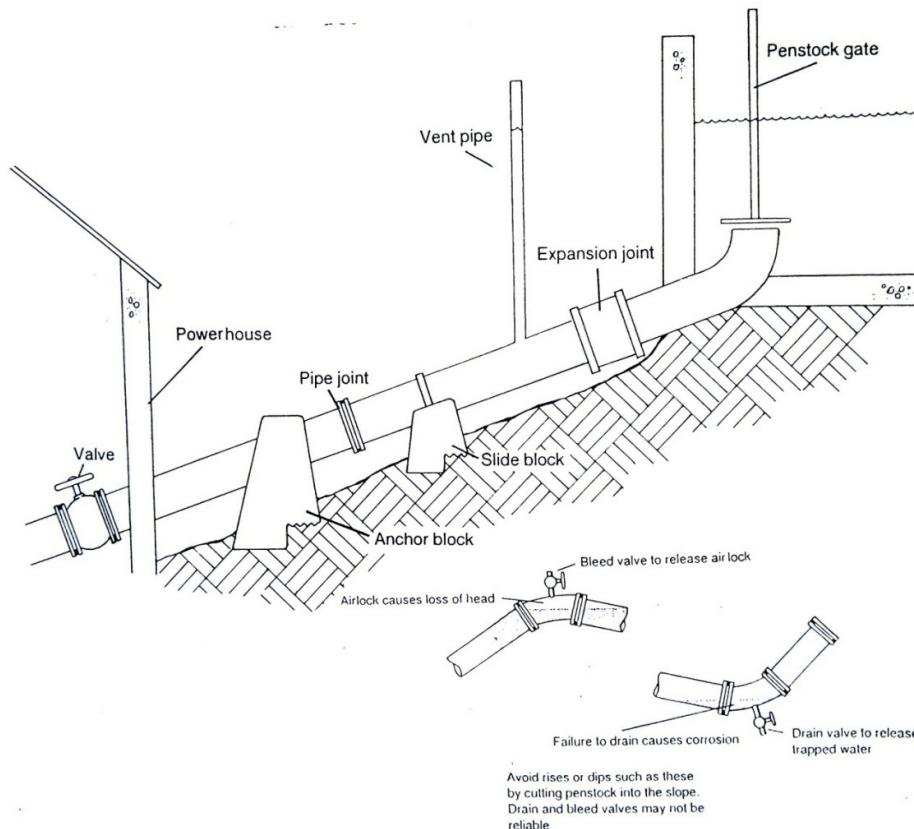 Penstock gate
Vent pipe
Expansion joint
Powerhouse
Pipe joint
Valve
Slide block
Anchor block
Bleed valve to release air lock
Airlock causes loss of head
Failure to drain causes corrosion
Drain valve to release
trapped water
Avoid rises or dips such as these
by cutting penstock into the slope.
Drain and bleed valves may not be
reliable